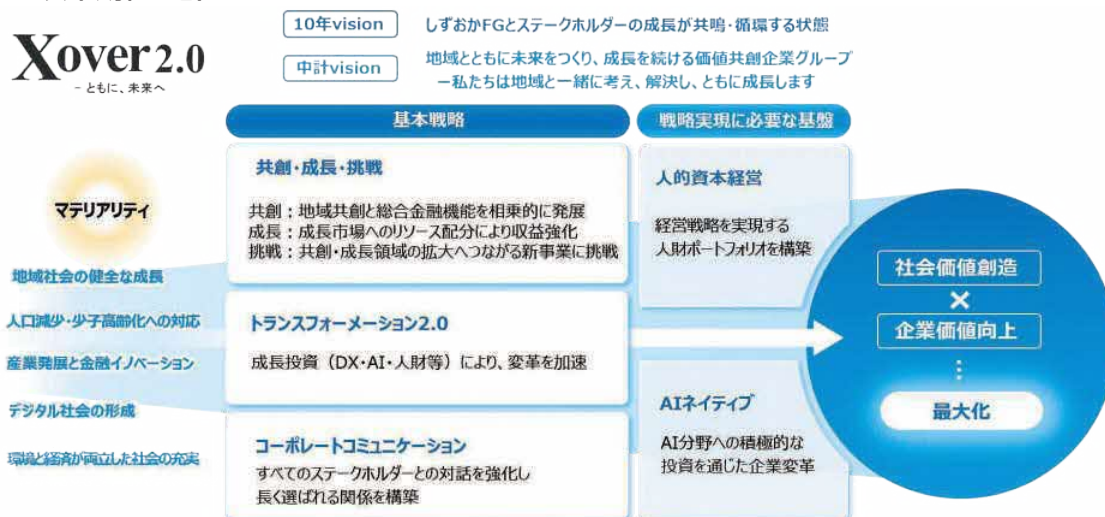 Xover 2.0
– ともに、未来へ
10年vision
しずおかFGとステークホルダーの成長が共鳴・循環する状態
中計vision
地域とともに未来をつくり、成長を続ける価値共創企業グループ
－私たちは地域と一緒に考え、解決し、ともに成長します
基本戦略
戦略実現に必要な基盤
マテリアリティ
地域社会の健全な成長
人口減少・少子高齢化への対応
産業発展と金融イノベーション
デジタル社会の形成
環境と経済が両立した社会の充実
共創・成長・挑戦
共創：地域共創と総合金融機能を相乗的に発展
成長：成長市場へのリソース配分により収益強化
挑戦：共創・成長領域の拡大へつながる新事業に挑戦
トランスフォーメーション2.0
成長投資（DX・AI・人財等）により、変革を加速
コーポレートコミュニケーション
すべてのステークホルダーとの対話を強化し
長く選ばれる関係を構築
人的資本経営
経営戦略を実現する
人財ポートフォリオを構築
AIネイティブ
AI分野への積極的な
投資を通じた企業変革
社会価値創造
×
企業価値向上
⋮
最大化